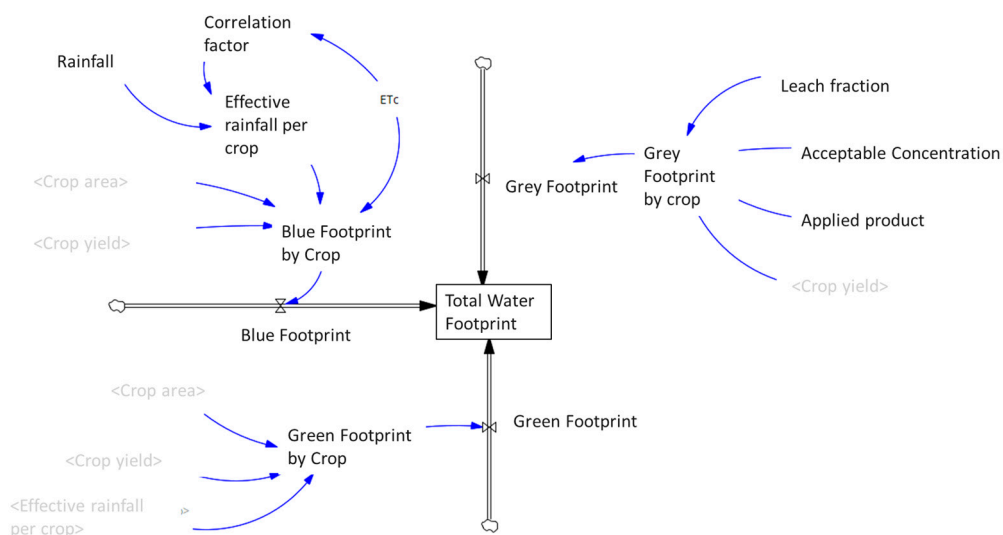 Correlation
factor
Rainfall
ETc
Effective
rainfall per
crop
<Crop area>
<Crop yield>
Blue Footprint
by Crop
Blue Footprint
Total Water
Footprint
Grey Footprint
Grey
Footprint
by crop
Leach fraction
Acceptable Concentration
Applied product
<Crop yield>
<Crop area>
<Crop yield>
<Effective rainfall
per crop>
>
Green Footprint
by Crop
Green Footprint